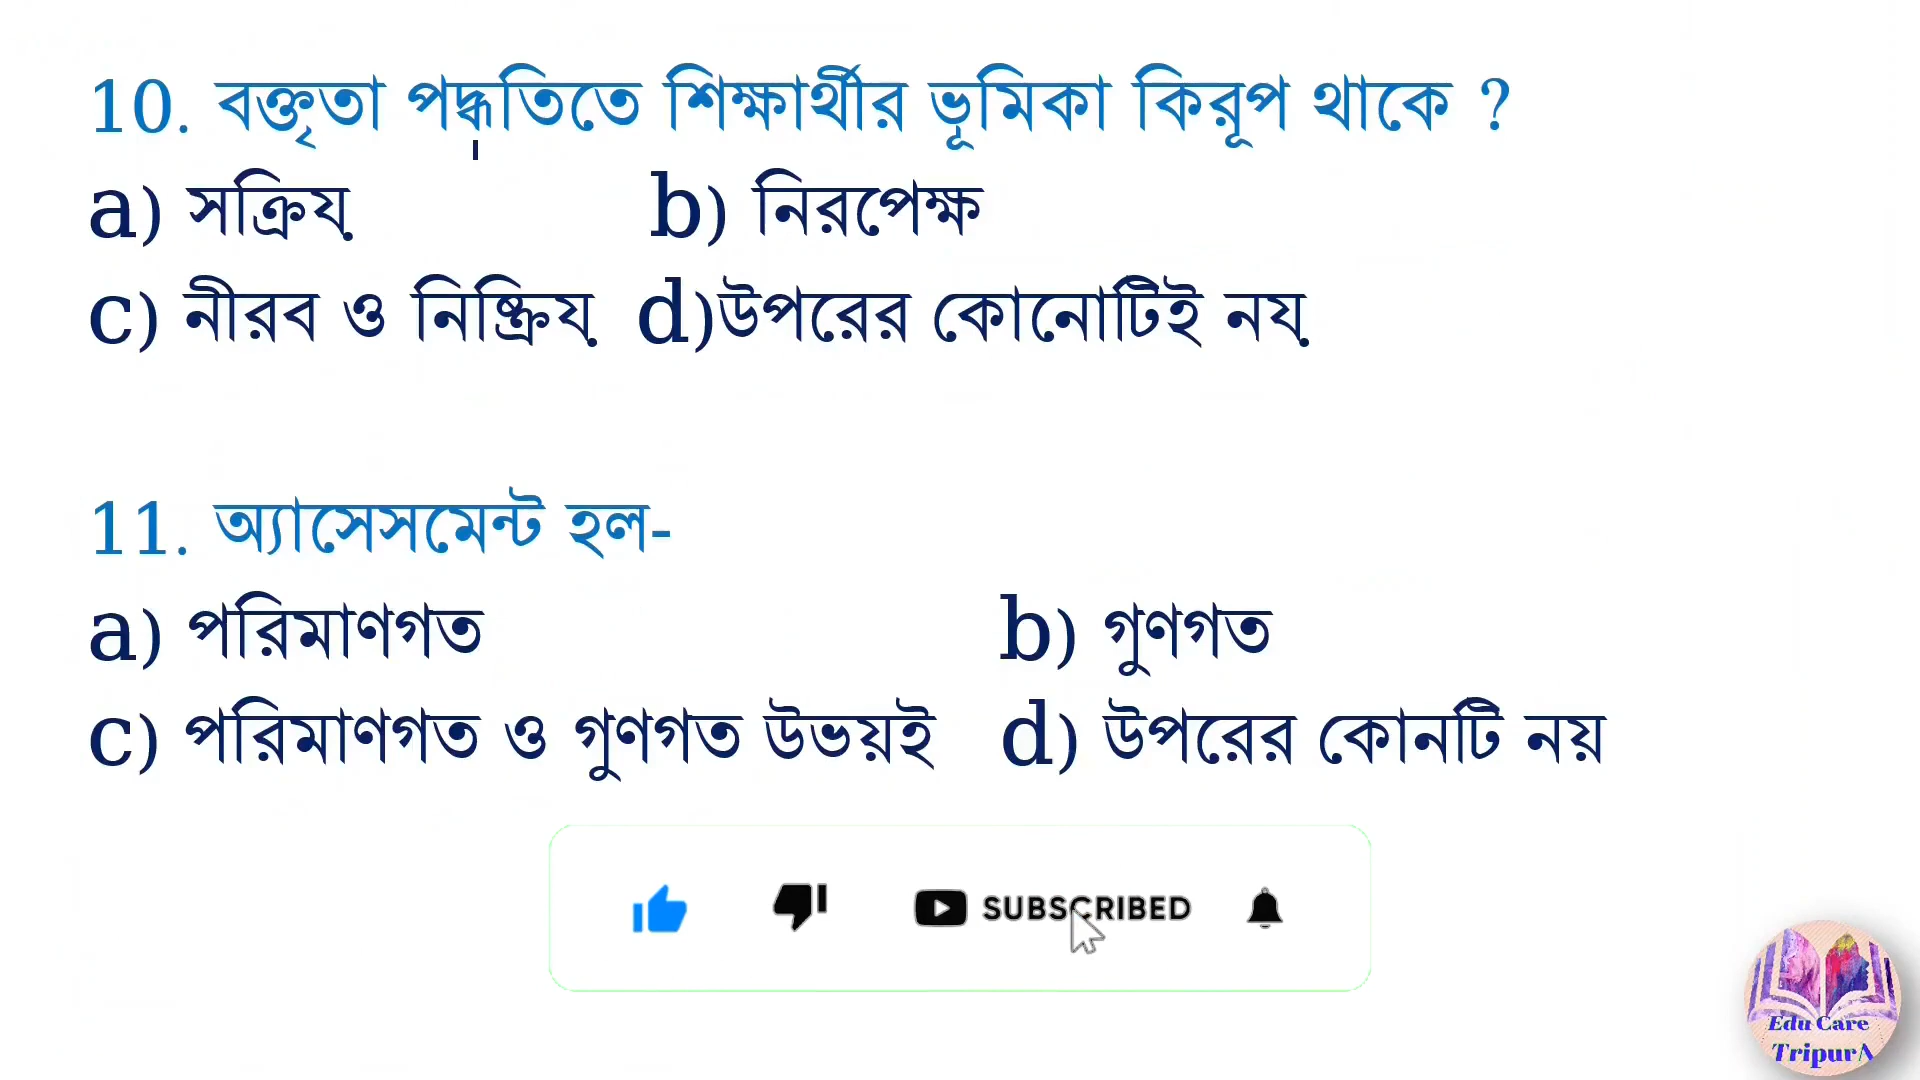 10. বক্তৃতা পদ্ধতিতে শিক্ষার্থীর ভূমিকা কিরূপ থাকে ?
a) সক্রিয় b) নিরপেক্ষ
c) নীরব ও নিষ্ক্রিয় d)উপরের কোনোটিই নয়
11. অ্যাসেসমেন্ট হল-
a) পরিমাণগত b) গুণগত
c) পরিমাণগত ও গুণগত উভয়ই d) উপরের কোনটি নয়
SUBSCRIBED
Edu Care
TripurA